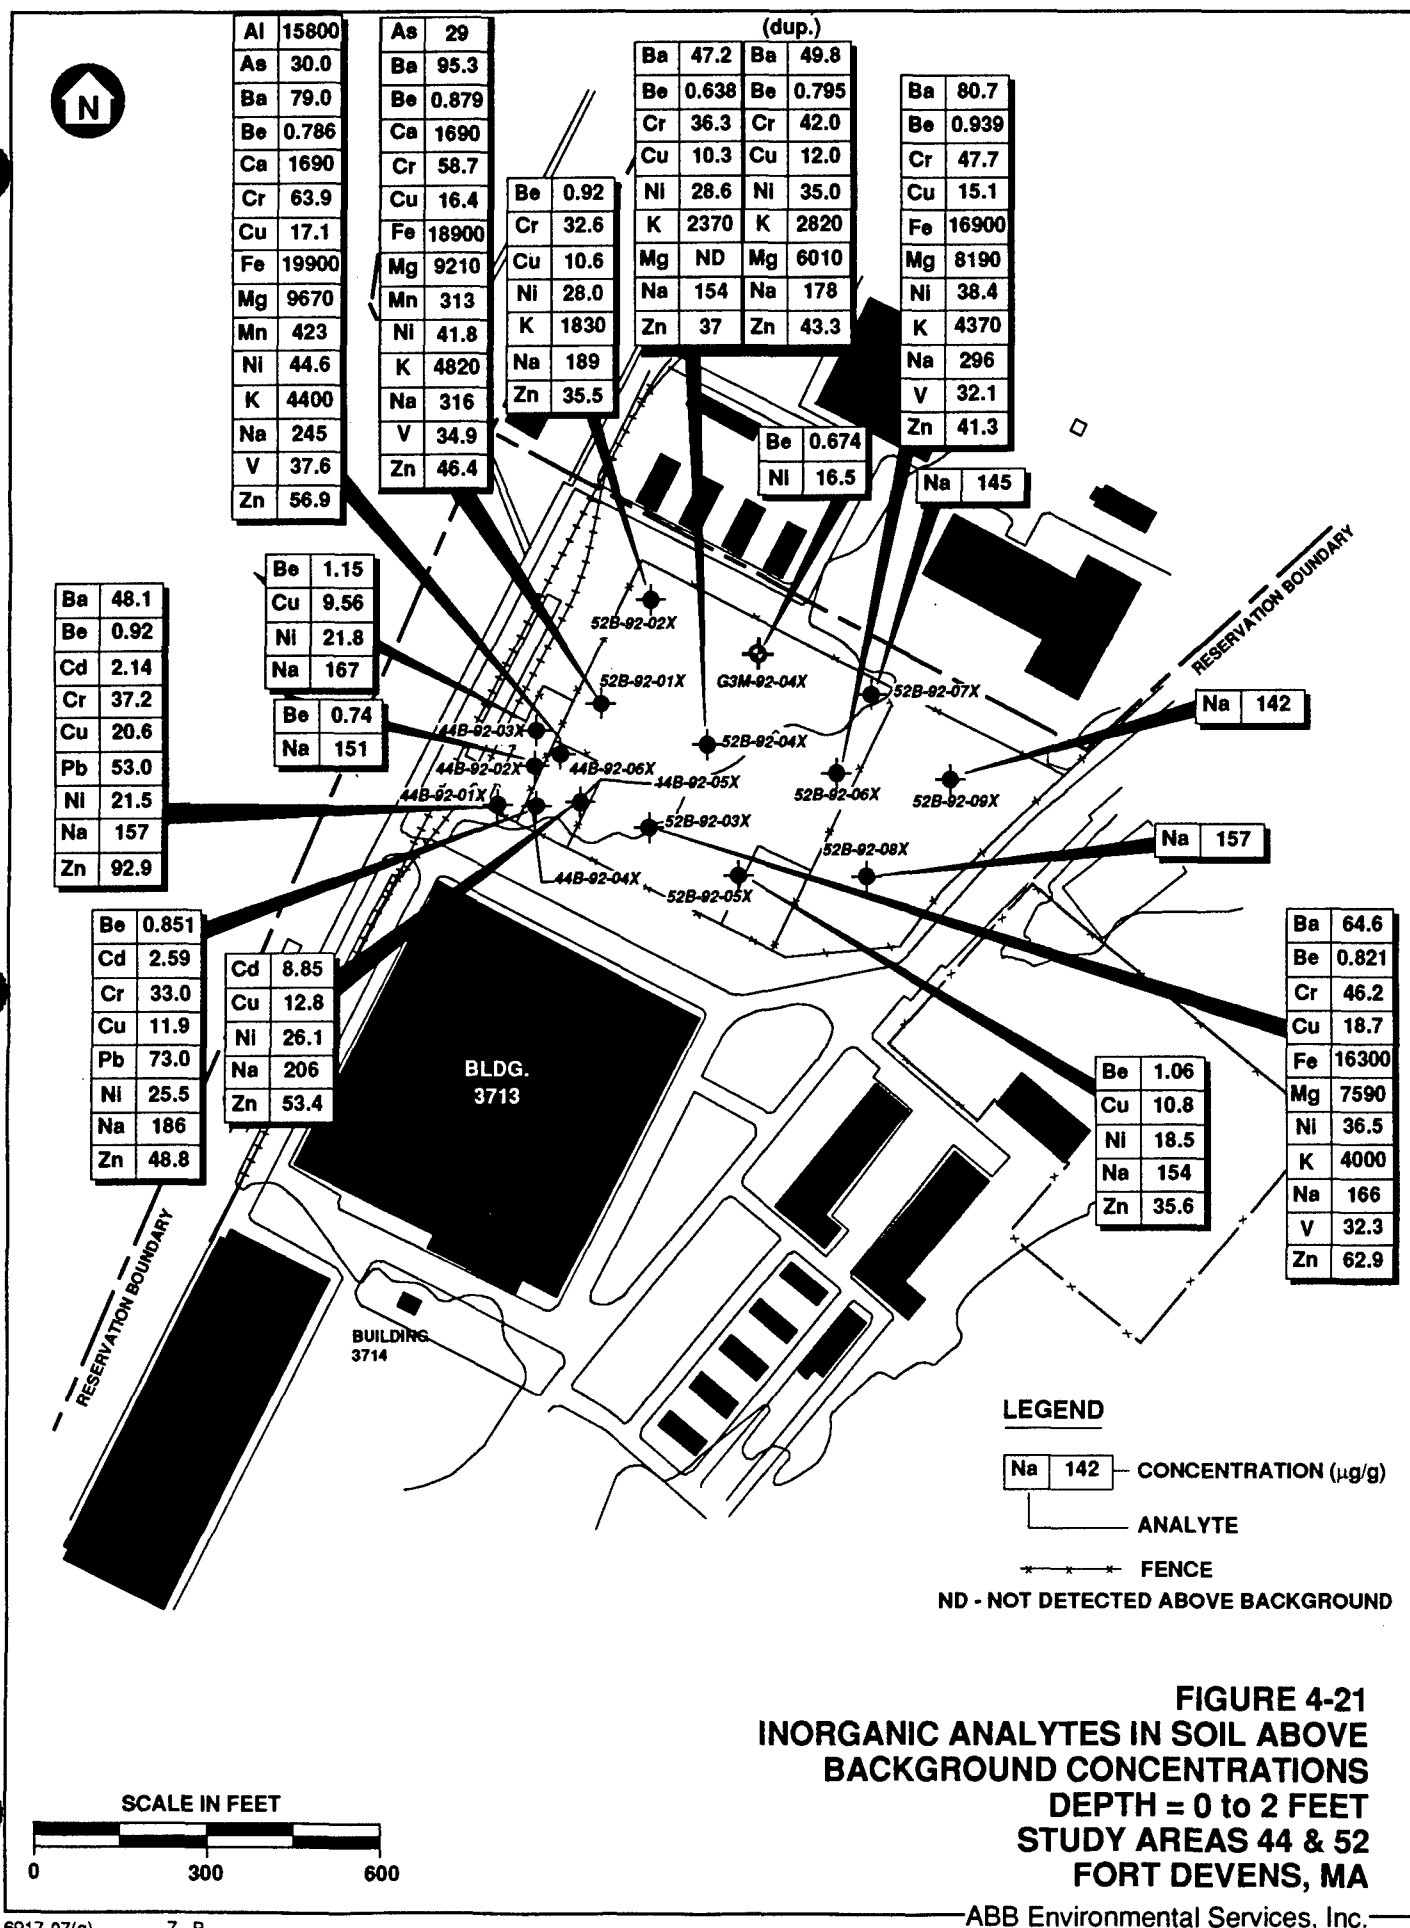 N
Al 15800
As 30.0
Ba 79.0
Be 0.786
Ca 1690
Cr 63.9
Cu 17.1
Fe 19900
Mg 9670
Mn 423
Ni 44.6
K 4400
Na 245
V 37.6
Zn 56.9
As 29
Ba 95.3
Be 0.879
Ca 1690
Cr 58.7
Cu 16.4
Fe 18900
Mg 9210
Mn 313
Ni 41.8
K 4820
Na 316
V 34.9
Zn 46.4
Be 0.92
Cr 32.6
Cu 10.6
Ni 28.0
K 1830
Na 189
Zn 35.5
(dup.)
Ba 47.2 Ba 49.8
Be 0.638 Be 0.795
Cr 36.3 Cr 42.0
Cu 10.3 Cu 12.0
Ni 28.6 Ni 35.0
K 2370 K 2820
Mg ND Mg 6010
Na 154 Na 178
Zn 37 Zn 43.3
Ba 80.7
Be 0.939
Cr 47.7
Cu 15.1
Fe 16900
Mg 8190
Ni 38.4
K 4370
Na 296
V 32.1
Zn 41.3
Be 0.674
Ni 16.5
Na 145
Be 1.15
Cu 9.56
Ni 21.8
Na 167
Be 0.74
Na 151
Ba 48.1
Be 0.92
Cd 2.14
Cr 37.2
Cu 20.6
Pb 53.0
Ni 21.5
Na 157
Zn 92.9
RESERVATION BOUNDARY
52B-92-02X
52B-92-01X
G3M-92-04X
52B-92-07X
44B-92-03X
52B-92-04X
44B-92-02X
44B-92-06X
44B-92-05X
44B-92-01X
52B-92-06X
52B-92-09X
52B-92-03X
52B-92-08X
44B-92-04X
52B-92-05X
Na 142
Na 157
Be 0.851
Cd 2.59
Cr 33.0
Cu 11.9
Pb 73.0
Ni 25.5
Na 186
Zn 48.8
Cd 8.85
Cu 12.8
Ni 26.1
Na 206
Zn 53.4
BLDG.
3713
Be 1.06
Cu 10.8
Ni 18.5
Na 154
Zn 35.6
Ba 64.6
Be 0.821
Cr 46.2
Cu 18.7
Fe 16300
Mg 7590
Ni 36.5
K 4000
Na 166
V 32.3
Zn 62.9
RESERVATION BOUNDARY
BUILDING
3714
LEGEND
Na 142 CONCENTRATION (µg/g)
ANALYTE
FENCE
ND - NOT DETECTED ABOVE BACKGROUND
FIGURE 4-21
INORGANIC ANALYTES IN SOIL ABOVE
BACKGROUND CONCENTRATIONS
DEPTH = 0 to 2 FEET
STUDY AREAS 44 & 52
FORT DEVENS, MA
SCALE IN FEET
0 300 600
ABB Environmental Services, Inc.